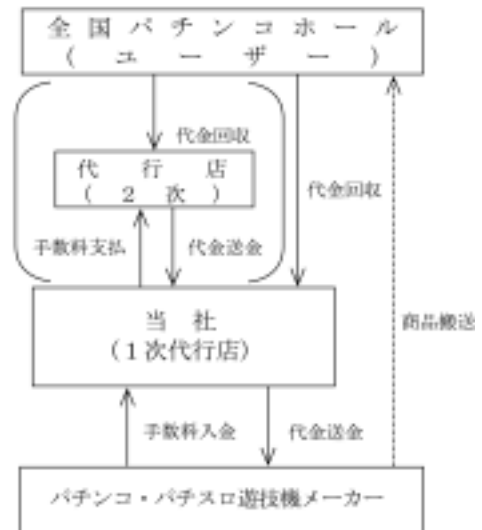 全国パチンコホール
(ユーザー)
代金回収
代行店
(2次)
代金回収
手数料支払
代金送金
当社
(1次代行店)
商品搬送
手数料入金
代金送金
パチンコ・パチスロ遊技機メーカー